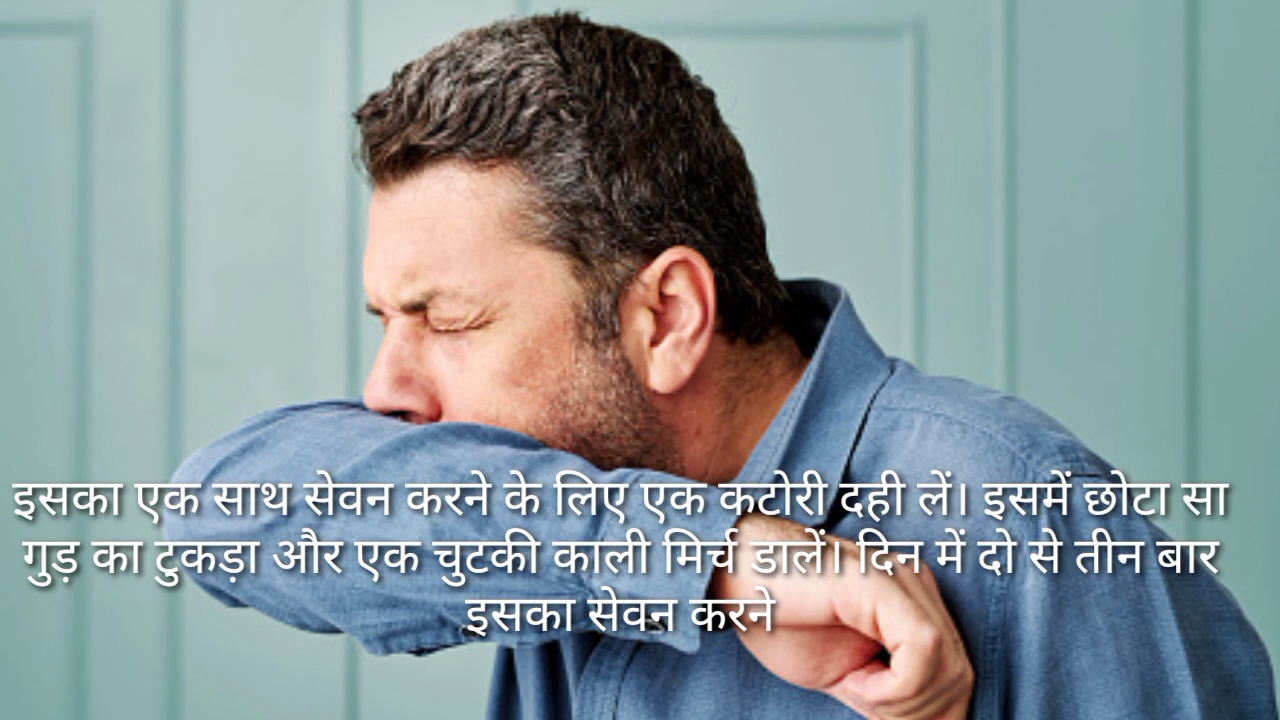 इसका एक साथ सेवन करने के लिए एक कटोरी दही लें। इसमें छोटा सा
गुड़ का टुकड़ा और एक चुटकी काली मिर्च डालें। दिन में दो से तीन बार
इसका सेवन करने